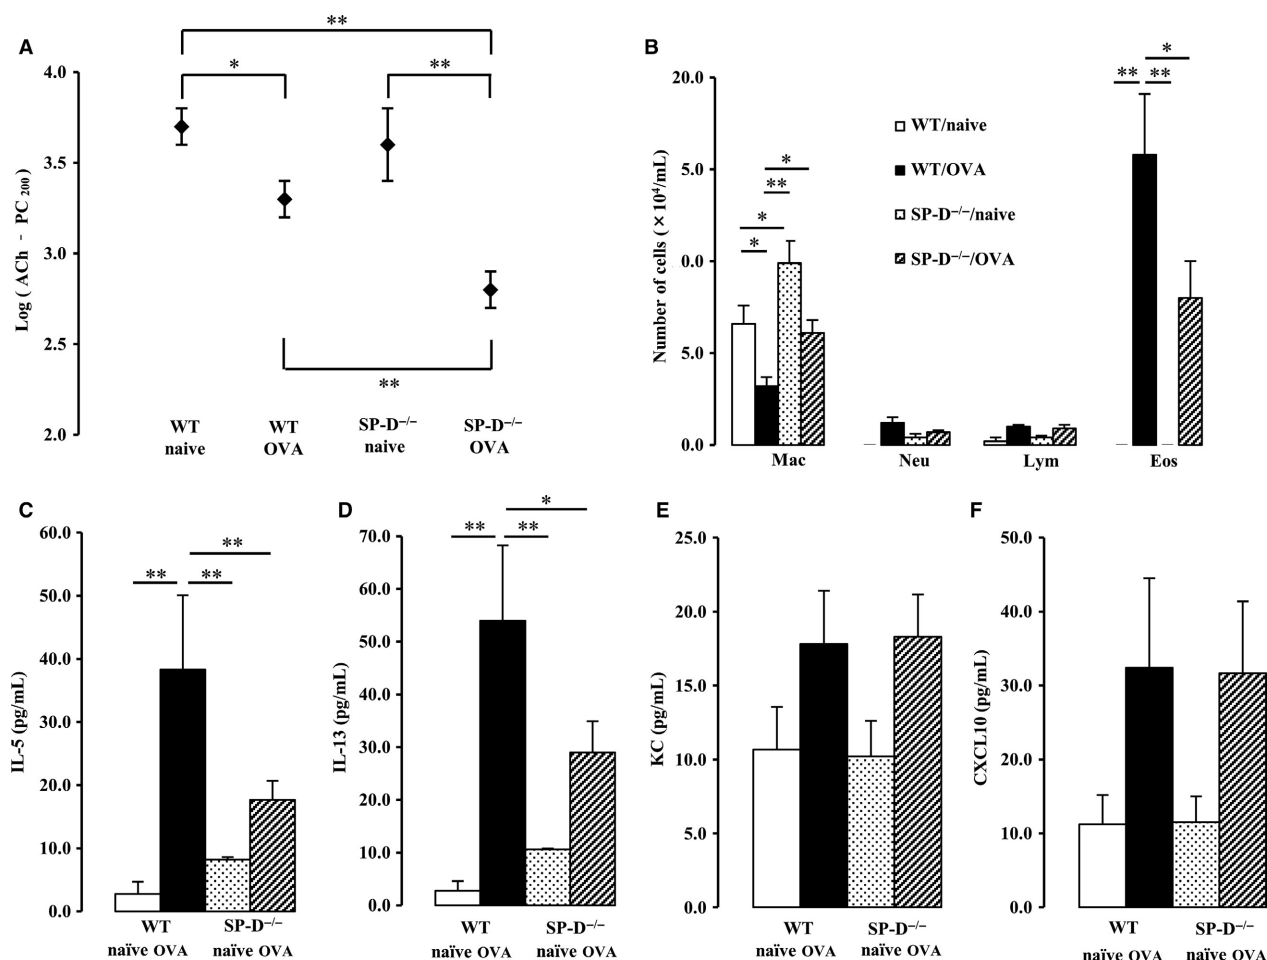 A
**
*
**
4.0
3.5
3.0
2.5
2.0
Log ( ACh - PC 200)
**
WT
naive
WT
OVA
SP-D–/–
naive
SP-D–/–
OVA
B
*
** **
20.0
5.0
0.0
5.0
0.0
Number of cells (×10⁴/mL)
WT/naive
WT/OVA
SP-D–/–/naive
SP-D–/–/OVA
*
**
*
*
Mac
Neu
Lym
Eos
C
60.0
50.0
40.0
30.0
20.0
10.0
0.0
IL-5 (pg/mL)
**
** **
WT
SP-D–/–
naïve OVA
naïve OVA
D
70.0
60.0
50.0
40.0
30.0
20.0
10.0
0.0
IL-13 (pg/mL)
*
** **
WT
SP-D–/–
naïve OVA
naïve OVA
E
25.0
20.0
15.0
10.0
5.0
0.0
KC (pg/mL)
WT
SP-D–/–
naïve OVA
naïve OVA
F
50.0
40.0
30.0
20.0
10.0
0.0
CXCL10 (pg/mL)
WT
SP-D–/–
naïve OVA
naïve OVA